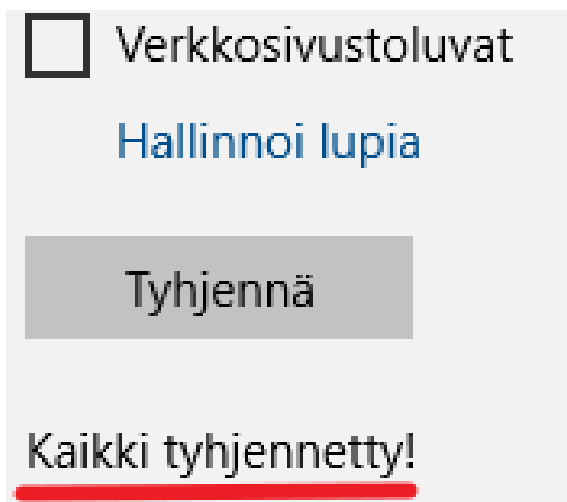 Verkkosivustoluvat
Hallinnoi lupia
Tyhjennä
Kaikki tyhjennetty!